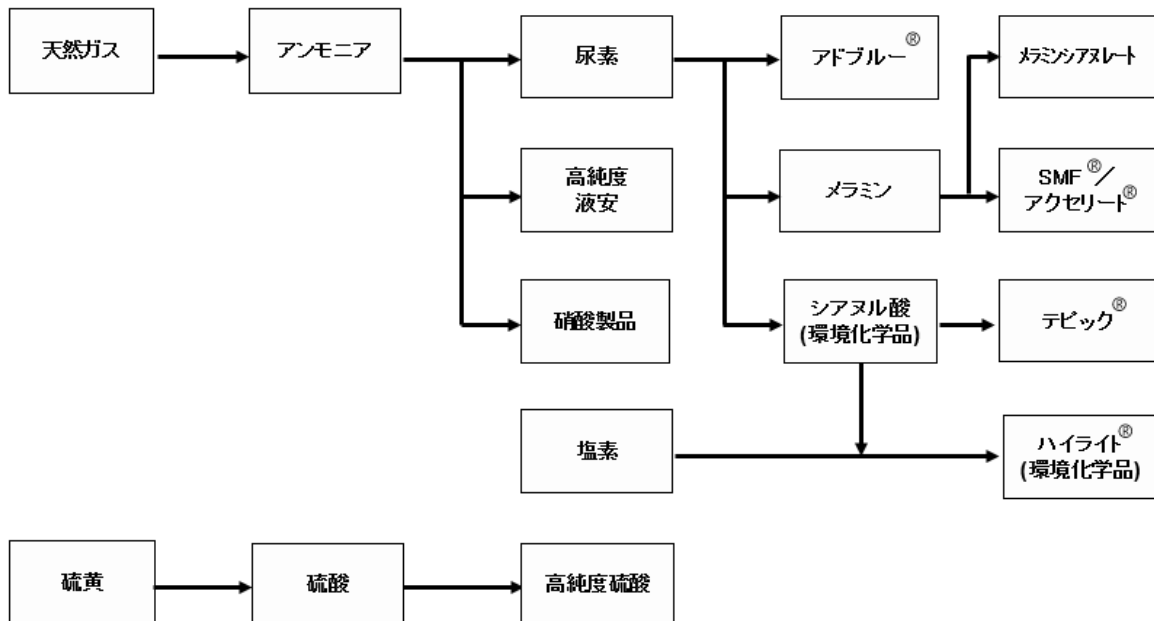 天然ガス
アンモニア
尿素
アドブルー®
メラミンシアヌレート
高純度
液安
メラミン
SMF®／
アクセリート®
硝酸製品
シアヌル酸
(環境化学品)
テピック®
塩素
ハイライト®
(環境化学品)
硫黄
硫酸
高純度硫酸